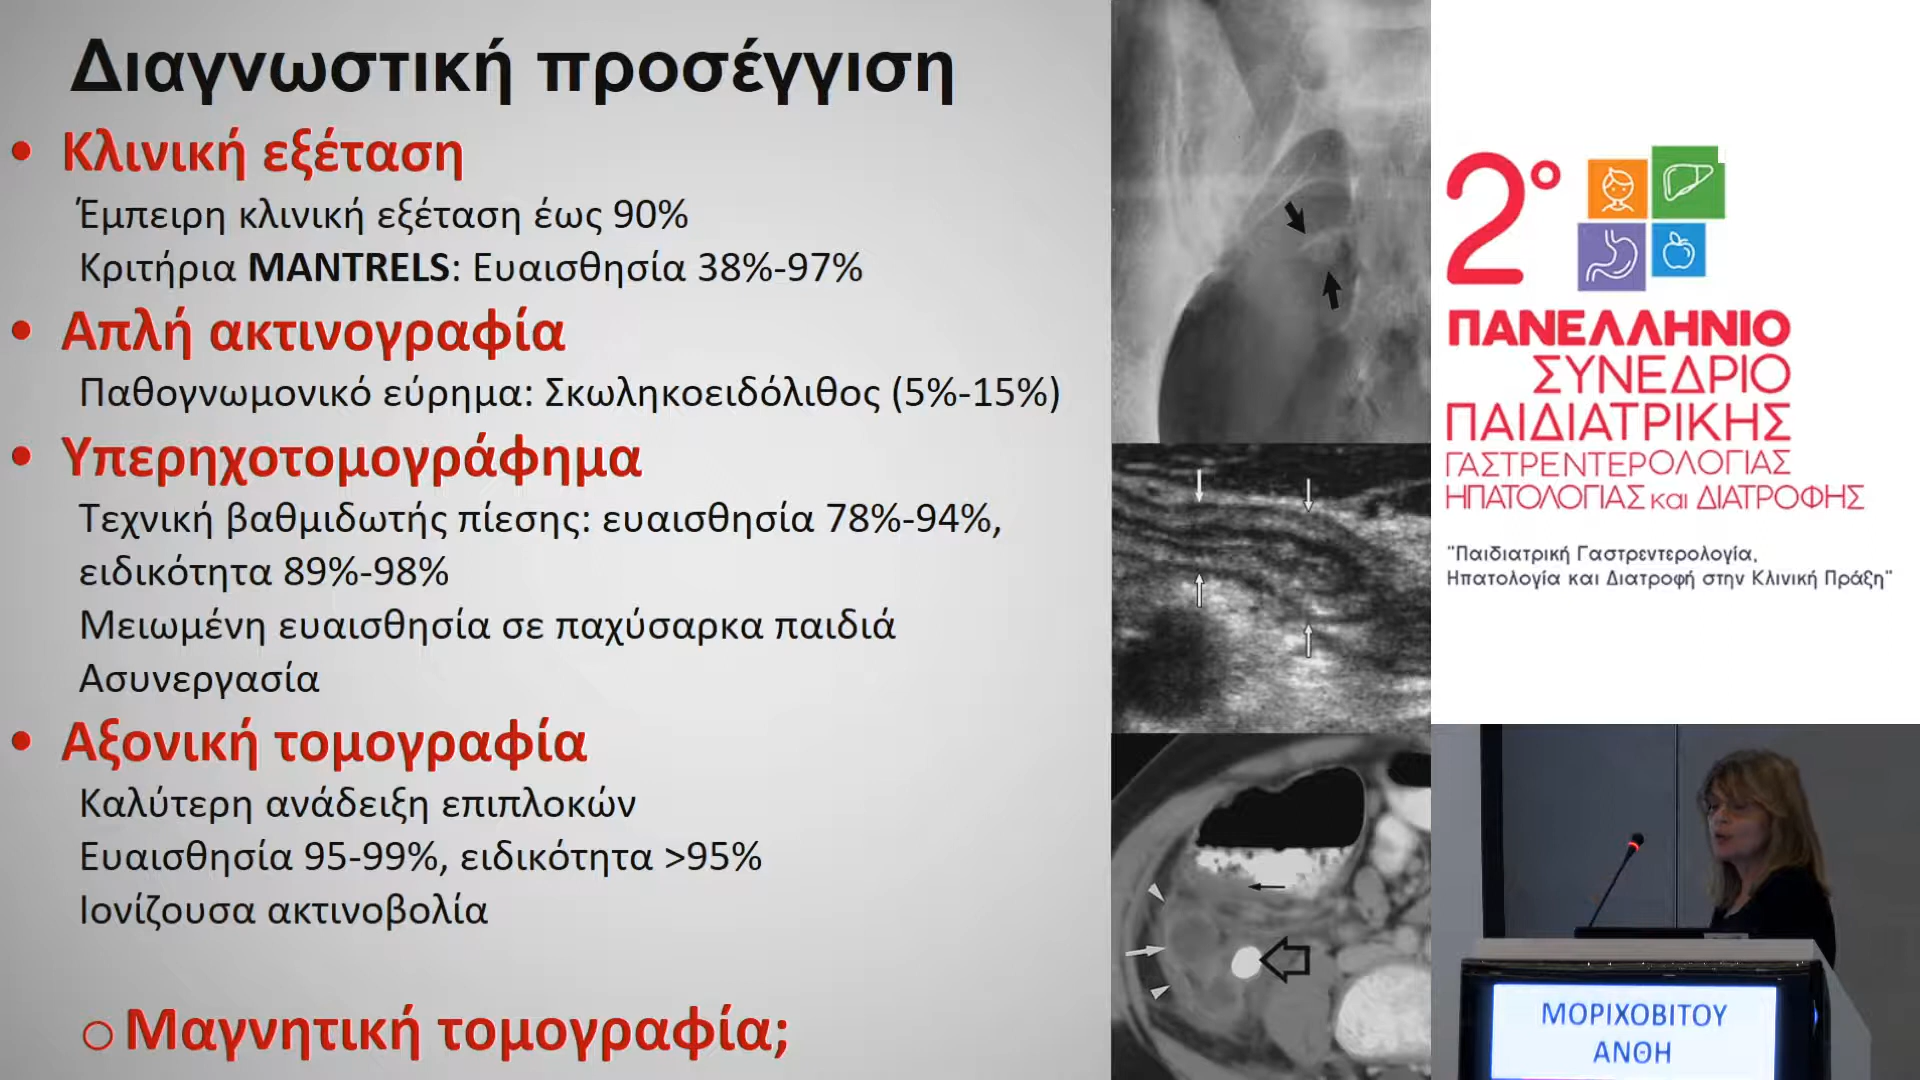 Διαγνωστική προσέγγιση
• Κλινική εξέταση
Έμπειρη κλινική εξέταση έως 90%
Κριτήρια MANTRELS: Ευαισθησία 38%-97%
• Απλή ακτινογραφία
Παθογνωμονικό εύρημα: Σκωληκοειδόλιθος (5%-15%)
• Υπερηχοτομογράφημα
Τεχνική βαθμιδωτής πίεσης: ευαισθησία 78%-94%,
ειδικότητα 89%-98%
Μειωμένη ευαισθησία σε παχύσαρκα παιδιά
Ασυνεργασία
• Αξονική τομογραφία
Καλύτερη ανάδειξη επιπλοκών
Ευαισθησία 95-99%, ειδικότητα >95%
Ιονίζουσα ακτινοβολία
○ Μαγνητική τομογραφία;
2°
ΠΑΝΕΛΛΗΝΙΟ
ΣΥΝΕΔΡΙΟ
ΠΑΙΔΙΑΤΡΙΚΗΣ
ΓΑΣΤΡΕΝΤΕΡΟΛΟΓΙΑΣ
ΗΠΑΤΟΛΟΓΙΑΣ και ΔΙΑΤΡΟΦΗΣ
"Παιδιατρική Γαστρεντερολογία,
Ηπατολογία και Διατροφή στην Κλινική Πράξη"
ΜΟΡΙΧΟΒΙΤΟΥ
ΑΝΘΗ